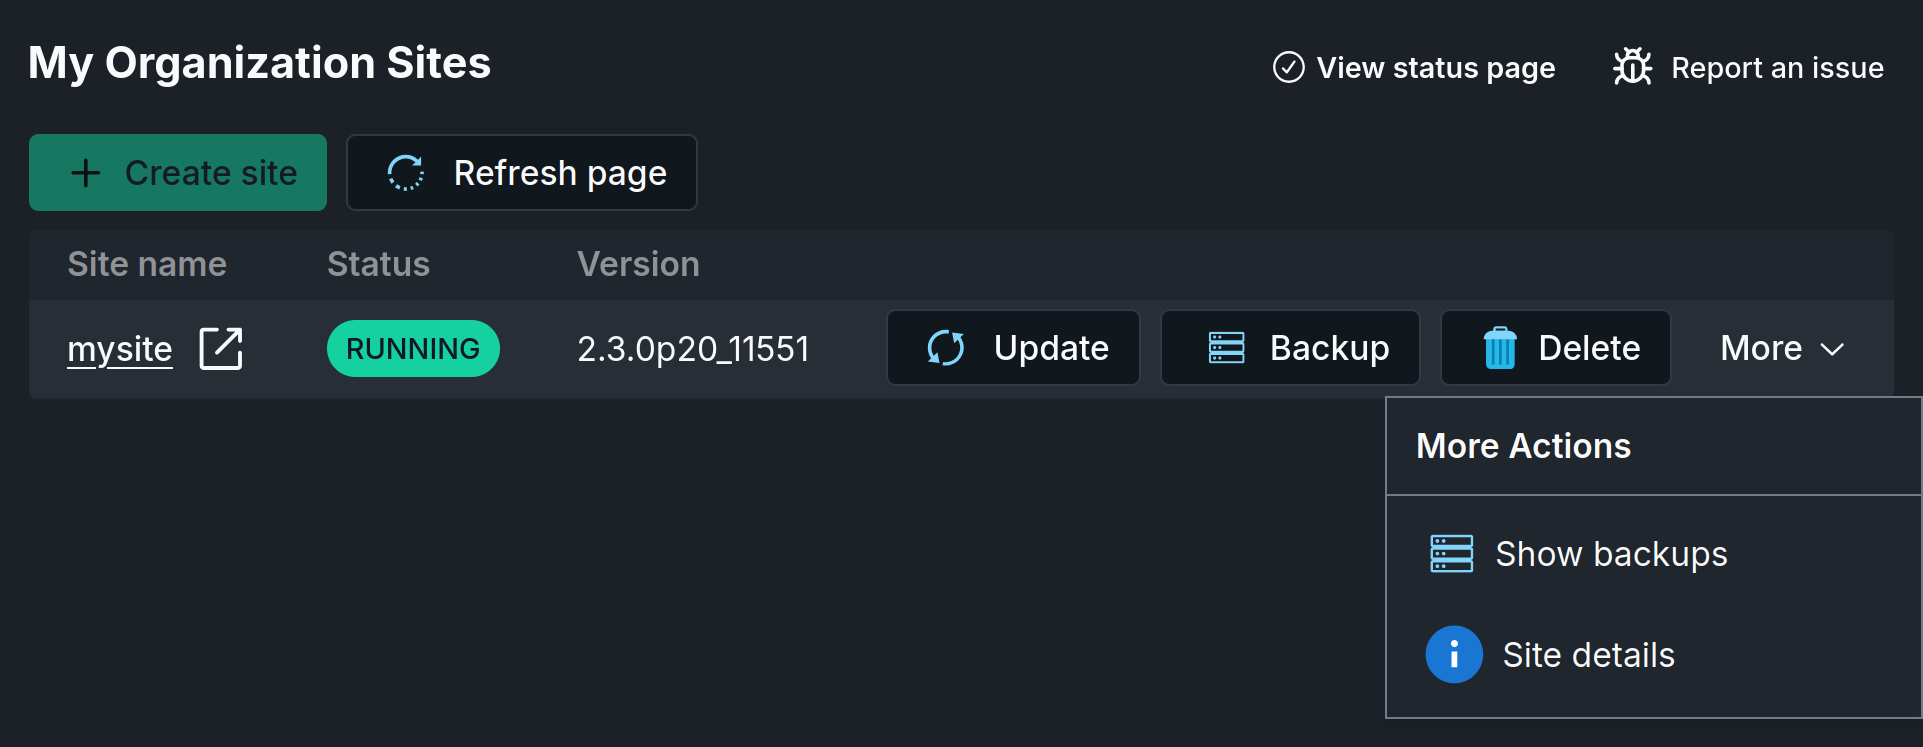 My Organization Sites
View status page
Report an issue
Create site
Refresh page
Site name Status Version
mysite RUNNING 2.3.0p20_11551 Update Backup Delete More
More Actions
Show backups
Site details